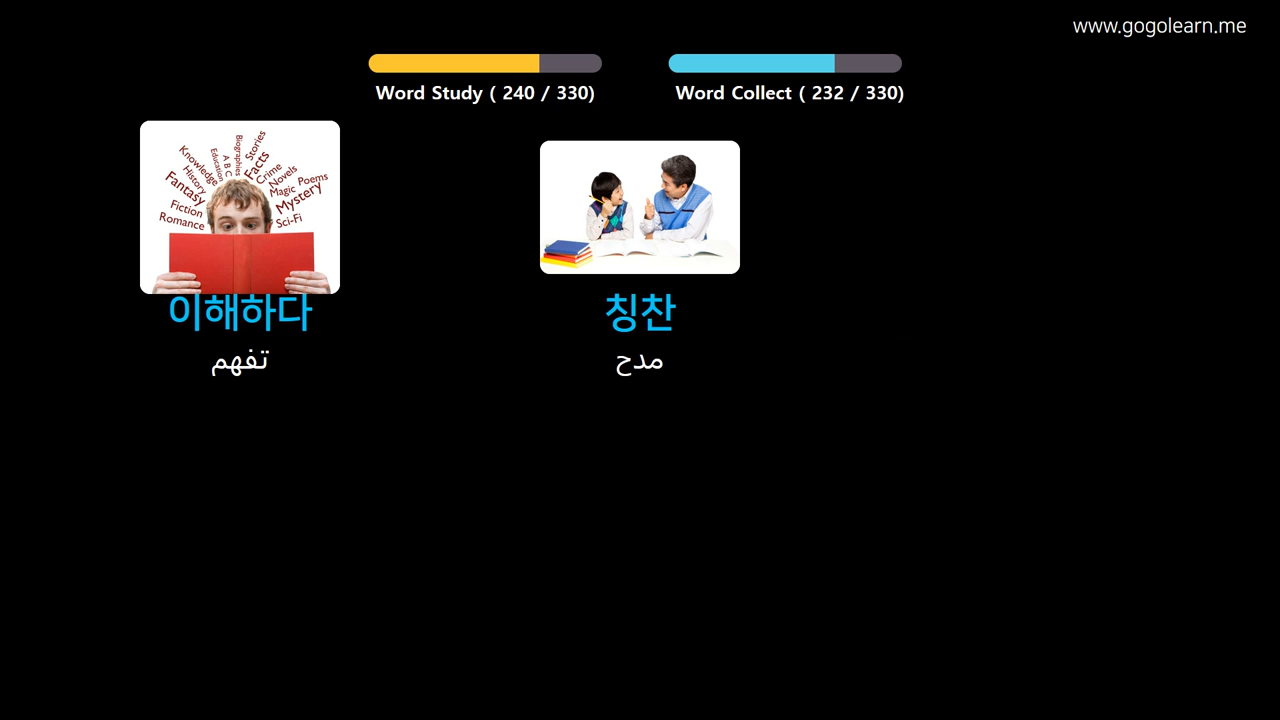 www.gogolearn.me
Word Study ( 240 / 330)
Word Collect ( 232 / 330)
Knowledge
History
Fantasy
Fiction
Romance
Education
A B C
Biographies
Stories
Facts
Crime
Novels
Magic
Poems
Mystery
Sci-Fi
이해하다
تفهم
칭찬
مدح